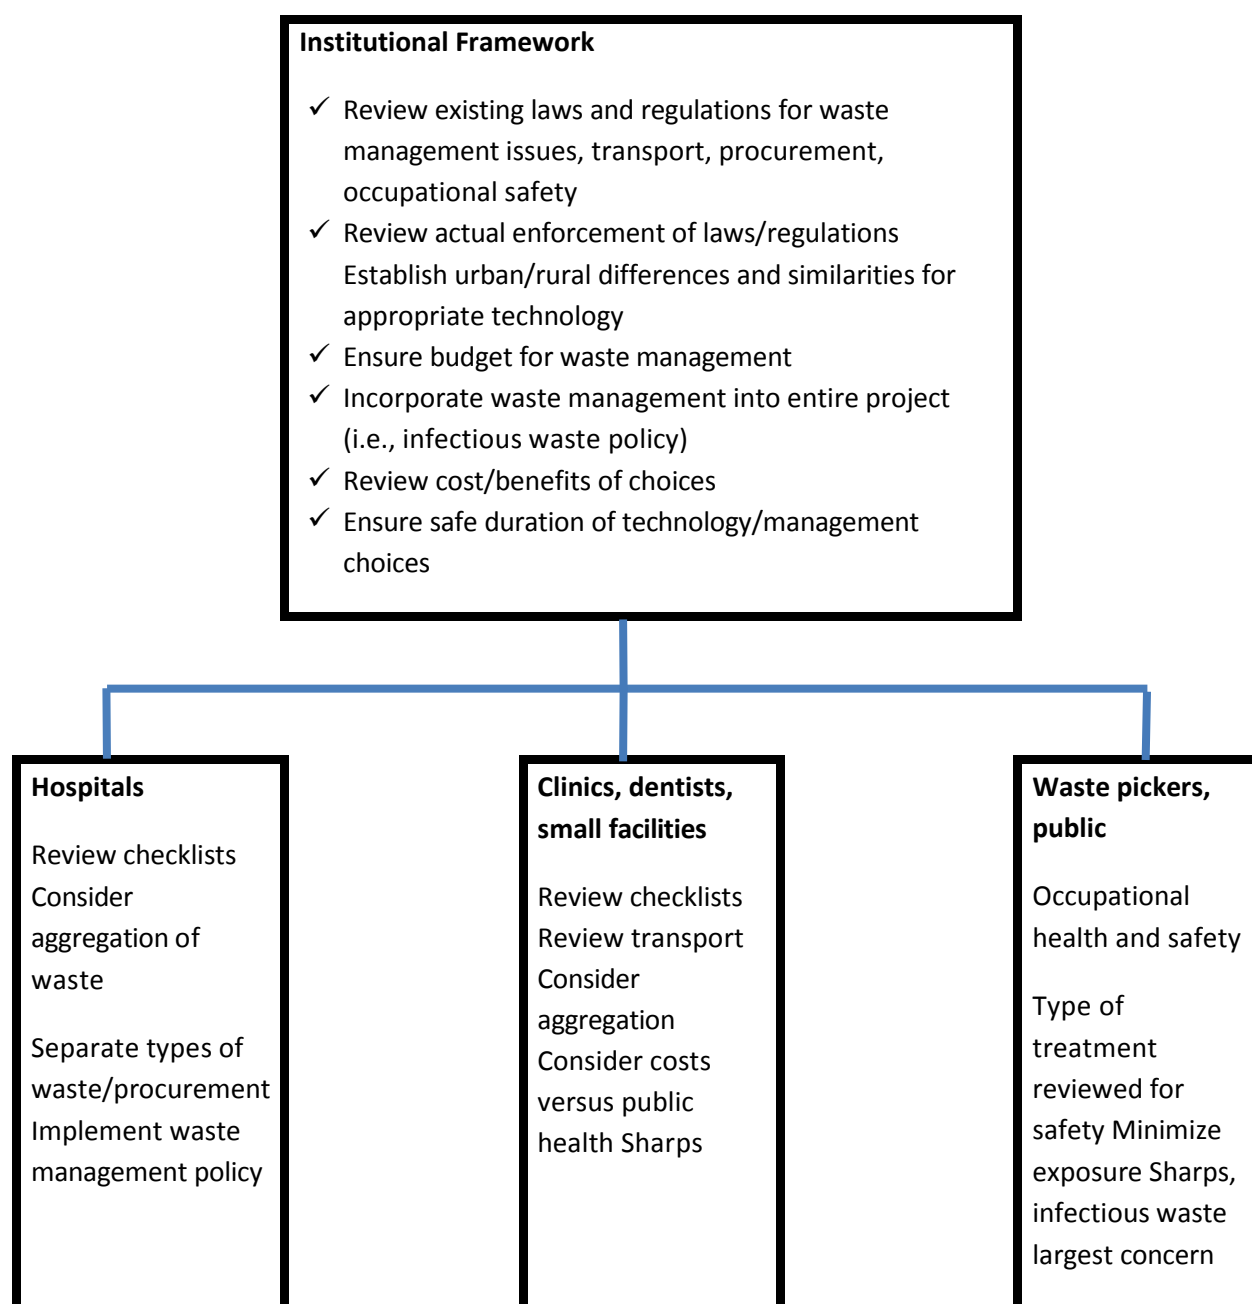 Institutional Framework
✓ Review existing laws and regulations for waste
management issues, transport, procurement,
occupational safety
✓ Review actual enforcement of laws/regulations
Establish urban/rural differences and similarities for
appropriate technology
✓ Ensure budget for waste management
✓ Incorporate waste management into entire project
(i.e., infectious waste policy)
✓ Review cost/benefits of choices
✓ Ensure safe duration of technology/management
choices
Hospitals
Review checklists
Consider
aggregation of
waste
Separate types of
waste/procurement
Implement waste
management policy
Clinics, dentists,
small facilities
Review checklists
Review transport
Consider
aggregation
Consider costs
versus public
health Sharps
Waste pickers,
public
Occupational
health and safety
Type of
treatment
reviewed for
safety Minimize
exposure Sharps,
infectious waste
largest concern